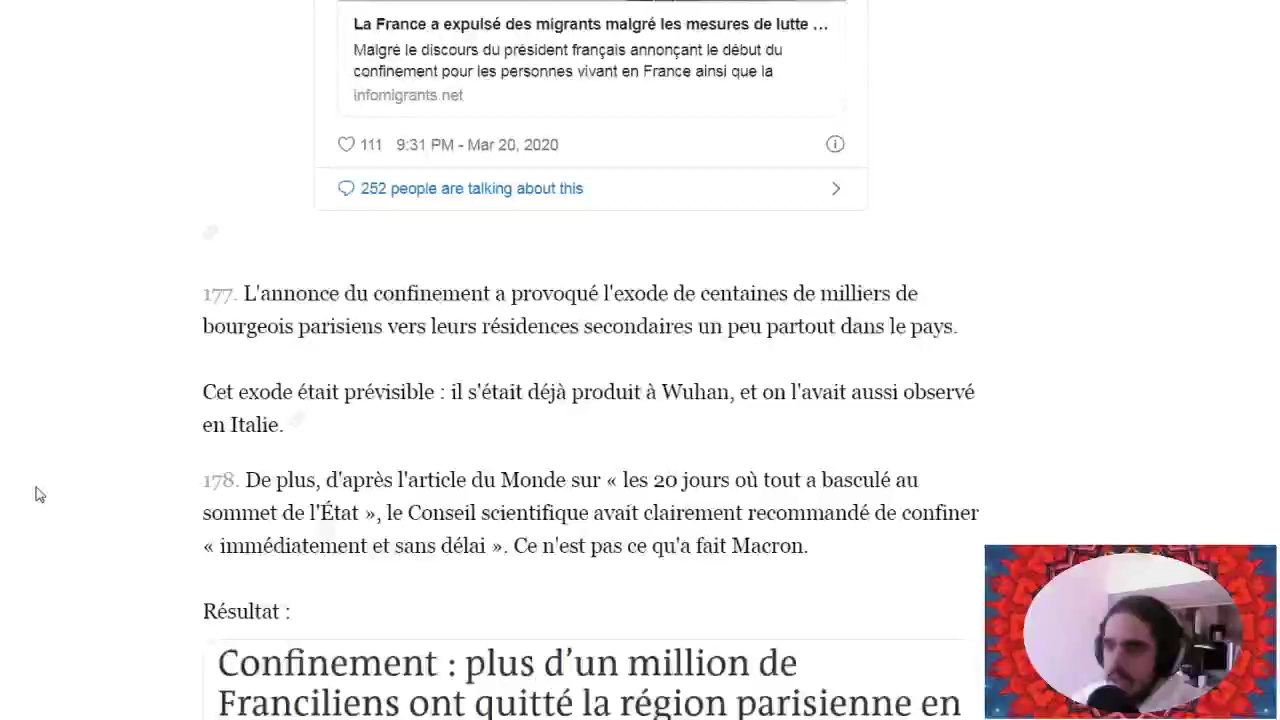 La France a expulsé des migrants malgré les mesures de lutte ...
Malgré le discours du président français annonçant le début du
confinement pour les personnes vivant en France ainsi que la
infomigrants.net
111 9:31 PM - Mar 20, 2020
252 people are talking about this
177. L'annonce du confinement a provoqué l'exode de centaines de milliers de
bourgeois parisiens vers leurs résidences secondaires un peu partout dans le pays.
Cet exode était prévisible : il s'était déjà produit à Wuhan, et on l'avait aussi observé
en Italie.
178. De plus, d'après l'article du Monde sur « les 20 jours où tout a basculé au
sommet de l'État », le Conseil scientifique avait clairement recommandé de confiner
« immédiatement et sans délai ». Ce n'est pas ce qu'a fait Macron.
Résultat :
Confinement : plus d'un million de
Franciliens ont quitté la région parisienne en